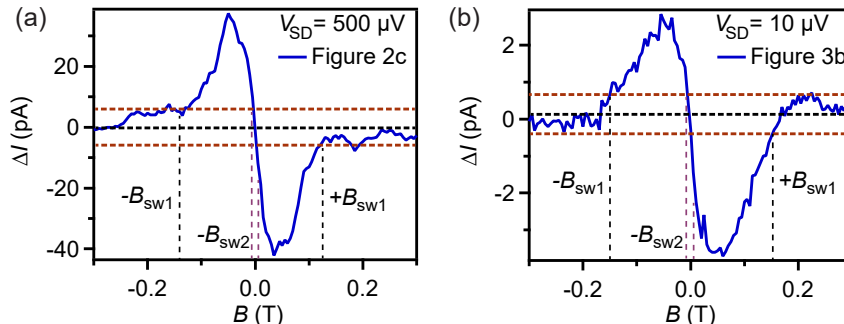 (a)
V_SD = 500 μV
Figure 2c
ΔI (pA)
20
0
-20
-40
-B_sw1
-B_sw2
+B_sw1
-0.2
0.0
0.2
B (T)
(b)
V_SD = 10 μV
Figure 3b
ΔI (pA)
2
0
-2
-B_sw1
-B_sw2
+B_sw1
-0.2
0.0
0.2
B (T)